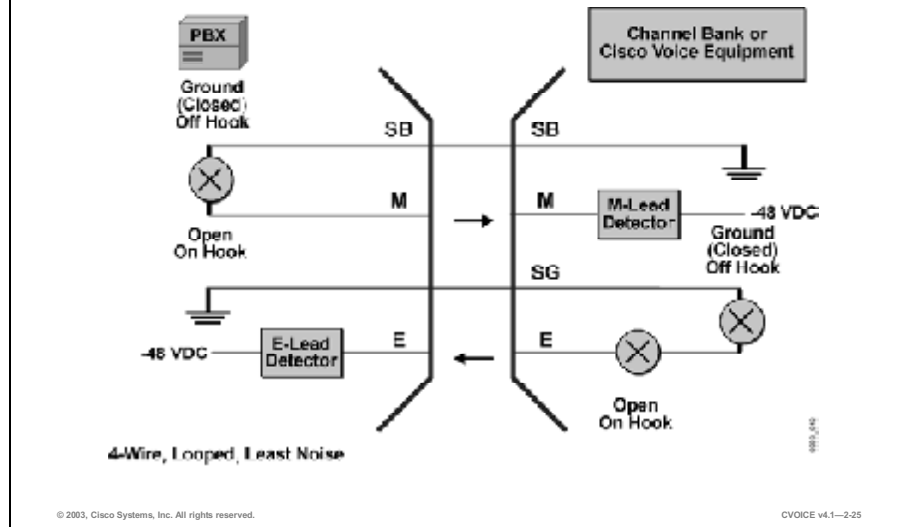 PBX
Ground
(Closed)
Off Hook
Channel Bank or
Cisco Voice Equipment
SB
SB
M
M
M-Lead
Detector
-48 VDC
Open
On Hook
Ground
(Closed)
Off Hook
SG
-48 VDC
E-Lead
Detector
E
E
Open
On Hook
4-Wire, Looped, Least Noise
© 2003, Cisco Systems, Inc. All rights reserved.
CVOICE v4.1—2-25